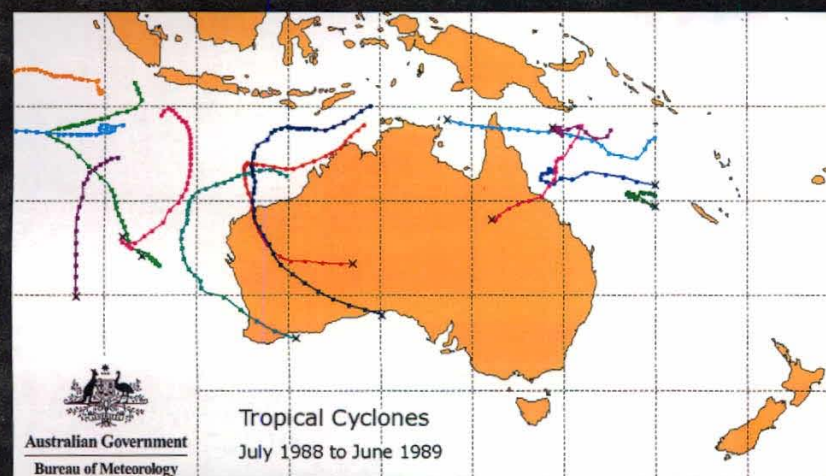 Tropical Cyclones
July 1988 to June 1989
Australian Government
Bureau of Meteorology